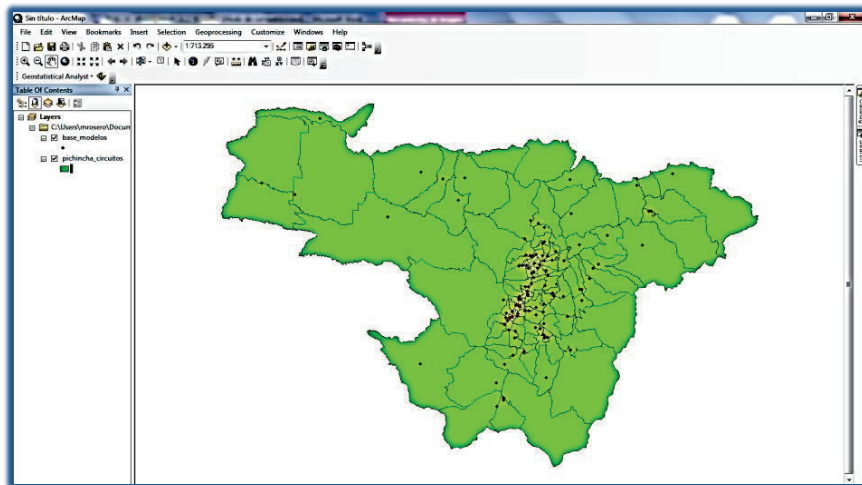 Sin título - ArcMap
File Edit View Bookmarks Insert Selection Geoprocessing Customize Windows Help
1:713.295
Geostatistical Analyst
Table Of Contents
Layers
C:\Users\mrosero\Docum
base_modelos
pichincha_circuitos